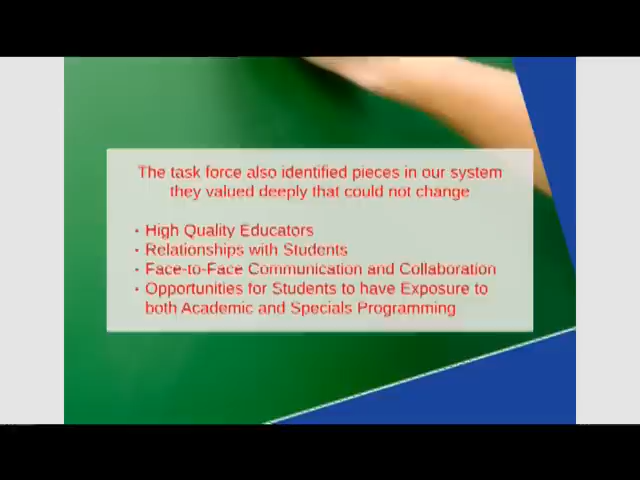 The task force also identified pieces in our system
they valued deeply that could not change
· High Quality Educators
· Relationships with Students
· Face-to-Face Communication and Collaboration
· Opportunities for Students to have Exposure to
both Academic and Specials Programming